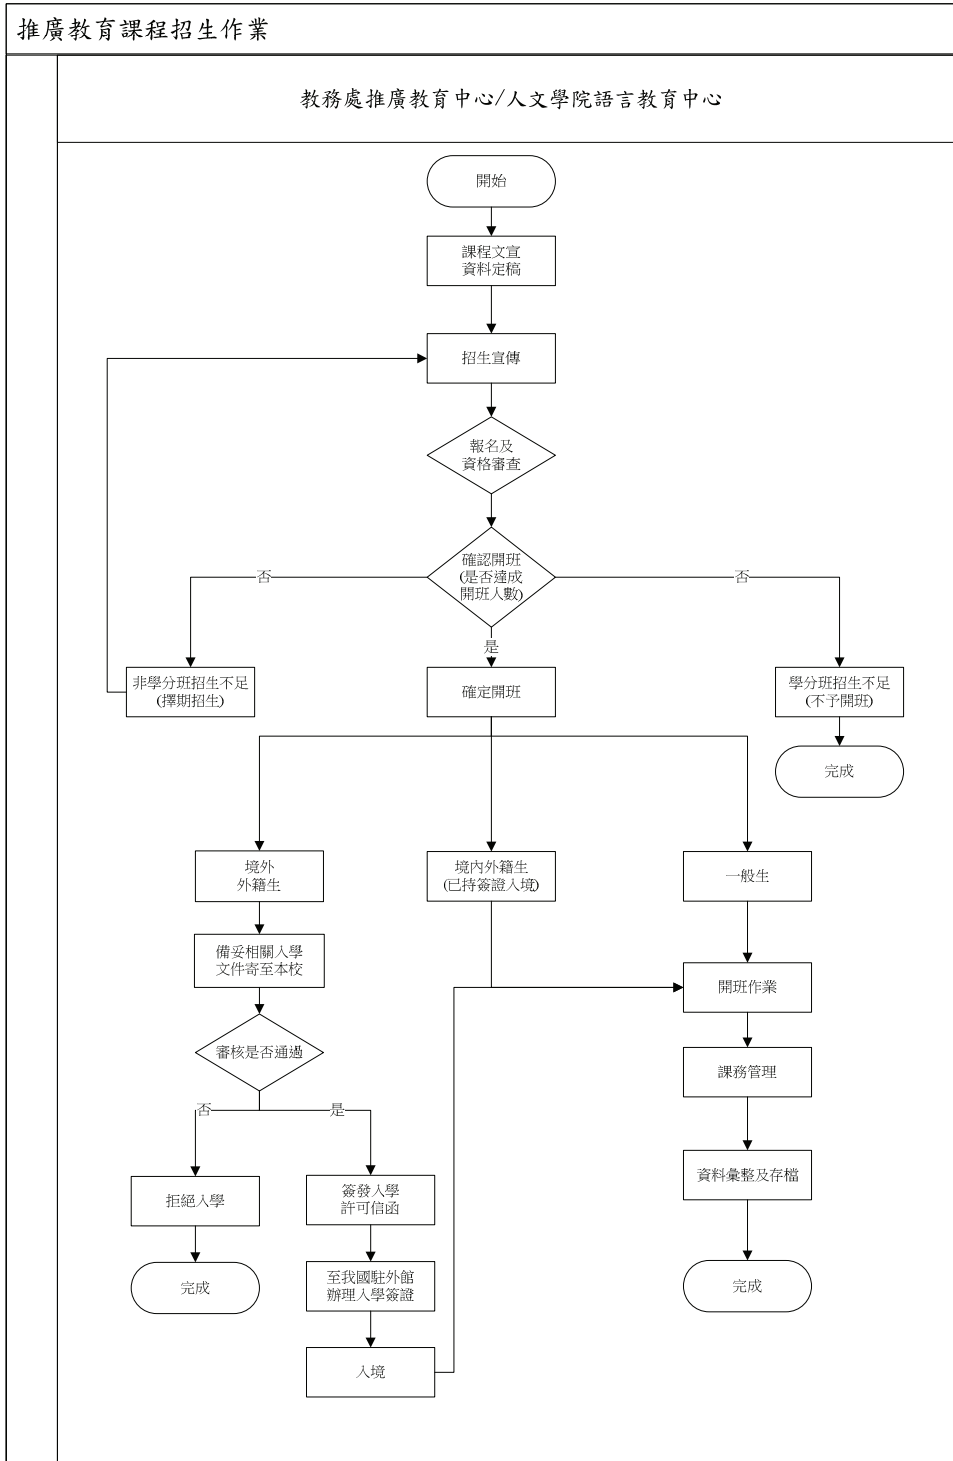 推廣教育課程招生作業
教務處推廣教育中心/人文學院語言教育中心
開始
課程文宣
資料定稿
招生宣傳
報名及
資格審查
確認開班
(是否達成
開班人數)
否
否
是
非學分班招生不足
(擇期招生)
確定開班
學分班招生不足
(不予開班)
完成
境外
外籍生
境內外籍生
(已持簽證入境)
一般生
備妥相關入學
文件寄至本校
開班作業
審核是否通過
課務管理
否
是
資料彙整及存檔
拒絕入學
簽發入學
許可信函
完成
至我國駐外館
辦理入學簽證
完成
入境